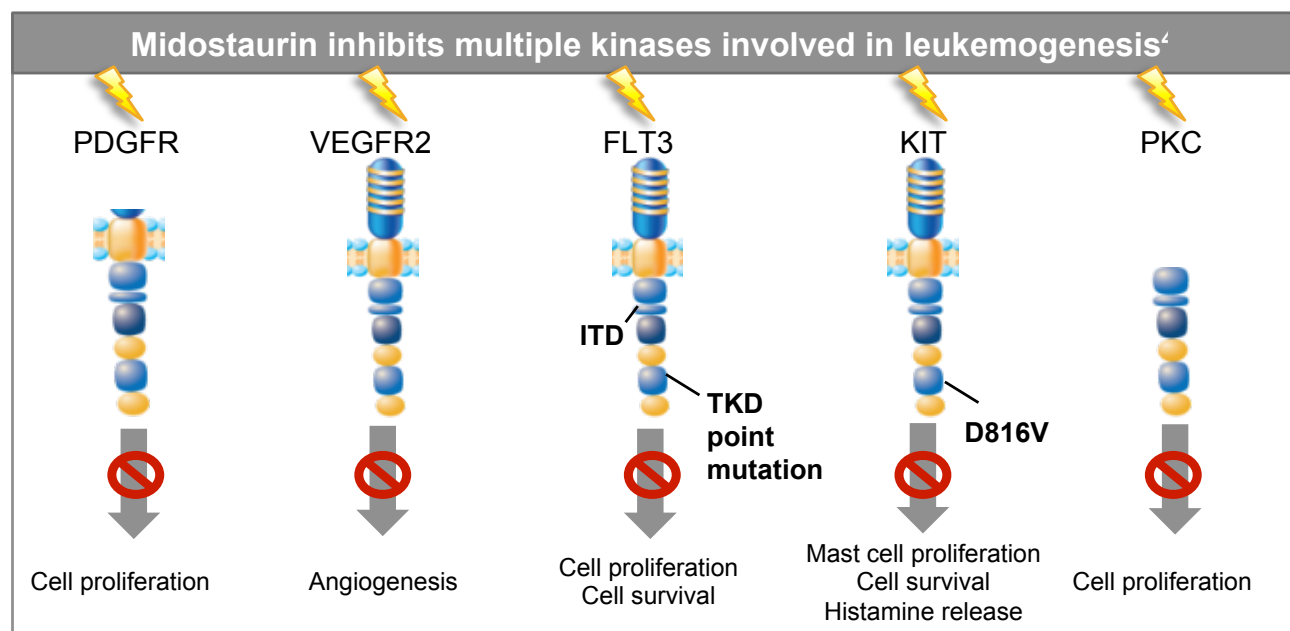 Midostaurin inhibits multiple kinases involved in leukemogenesis⁴
PDGFR
VEGFR2
FLT3
KIT
PKC
ITD
TKD
point
mutation
D816V
Cell proliferation
Angiogenesis
Cell proliferation
Cell survival
Mast cell proliferation
Cell survival
Histamine release
Cell proliferation